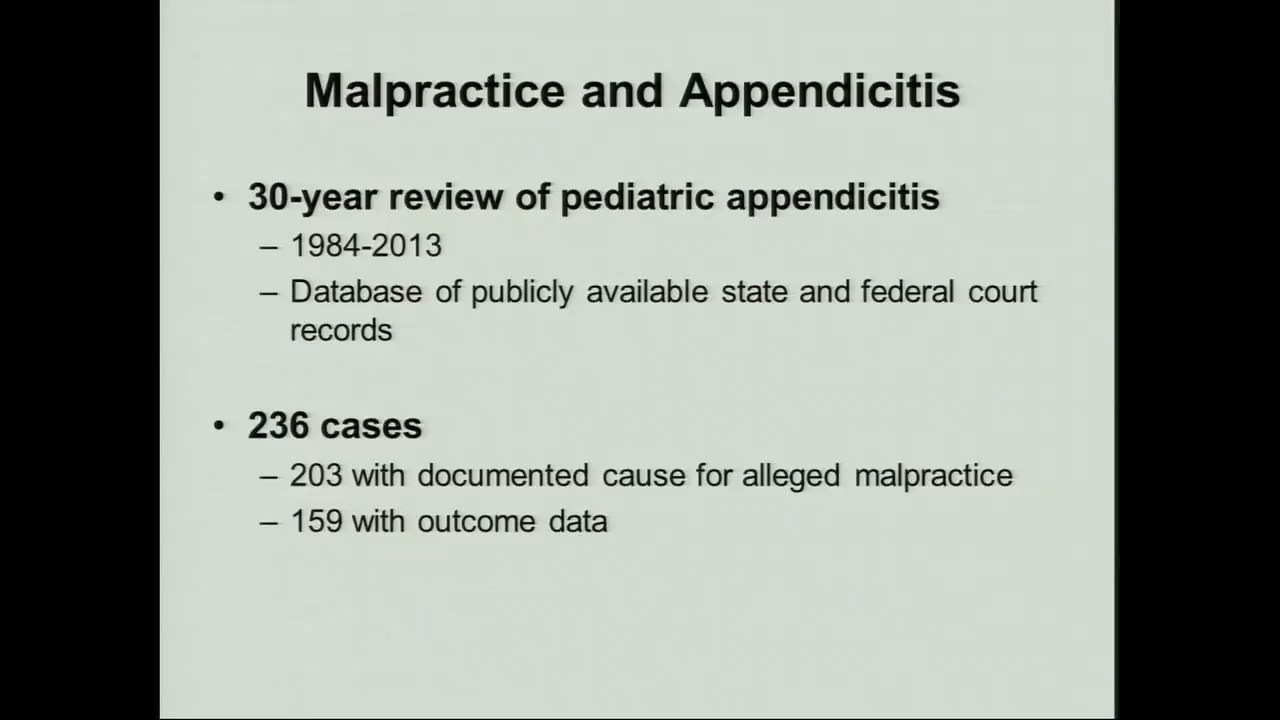 Malpractice and Appendicitis
• 30-year review of pediatric appendicitis
– 1984-2013
– Database of publicly available state and federal court
records
• 236 cases
– 203 with documented cause for alleged malpractice
– 159 with outcome data